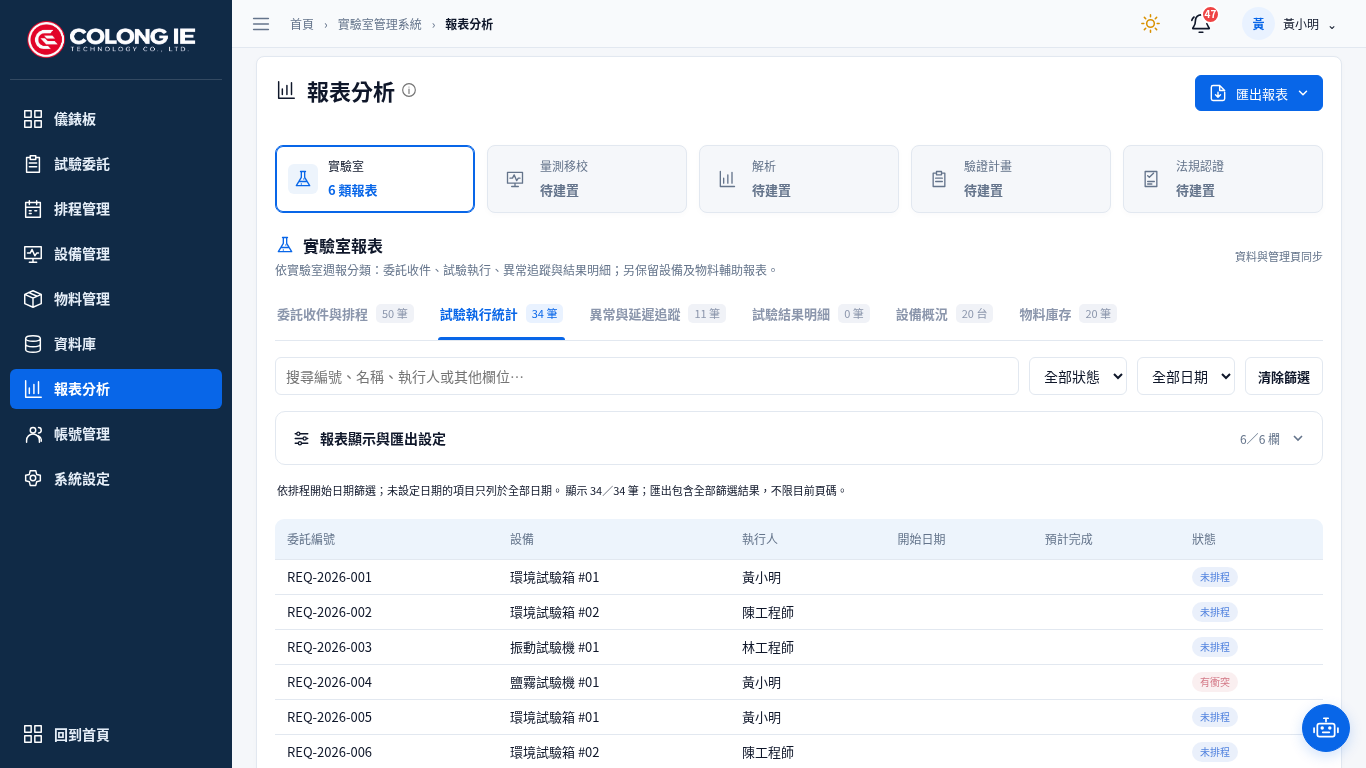 COLONG IE
TECHNOLOGY CO., LTD.
儀錶板
試驗委託
排程管理
設備管理
物料管理
資料庫
報表分析
帳號管理
系統設定
回到首頁
首頁 › 實驗室管理系統 › 報表分析
47
黃 黃小明
報表分析
匯出報表
實驗室
6 類報表
量測移校
待建置
解析
待建置
驗證計畫
待建置
法規認證
待建置
實驗室報表
依實驗室週報分類：委託收件、試驗執行、異常追蹤與結果明細；另保留設備及物料輔助報表。
資料與管理頁同步
委託收件與排程 50 筆 試驗執行統計 34 筆 異常與延遲追蹤 11 筆 試驗結果明細 0 筆 設備概況 20 台 物料庫存 20 筆
搜尋編號、名稱、執行人或其他欄位… 全部狀態 全部日期 清除篩選
報表顯示與匯出設定 6／6 欄
依排程開始日期篩選；未設定日期的項目只列於全部日期。 顯示 34／34 筆；匯出包含全部篩選結果，不限目前頁碼。
委託編號 設備 執行人 開始日期 預計完成 狀態
REQ-2026-001 環境試驗箱 #01 黃小明 未排程
REQ-2026-002 環境試驗箱 #02 陳工程師 未排程
REQ-2026-003 振動試驗機 #01 林工程師 未排程
REQ-2026-004 鹽霧試驗機 #01 黃小明 有衝突
REQ-2026-005 環境試驗箱 #01 黃小明 未排程
REQ-2026-006 環境試驗箱 #02 陳工程師 未排程